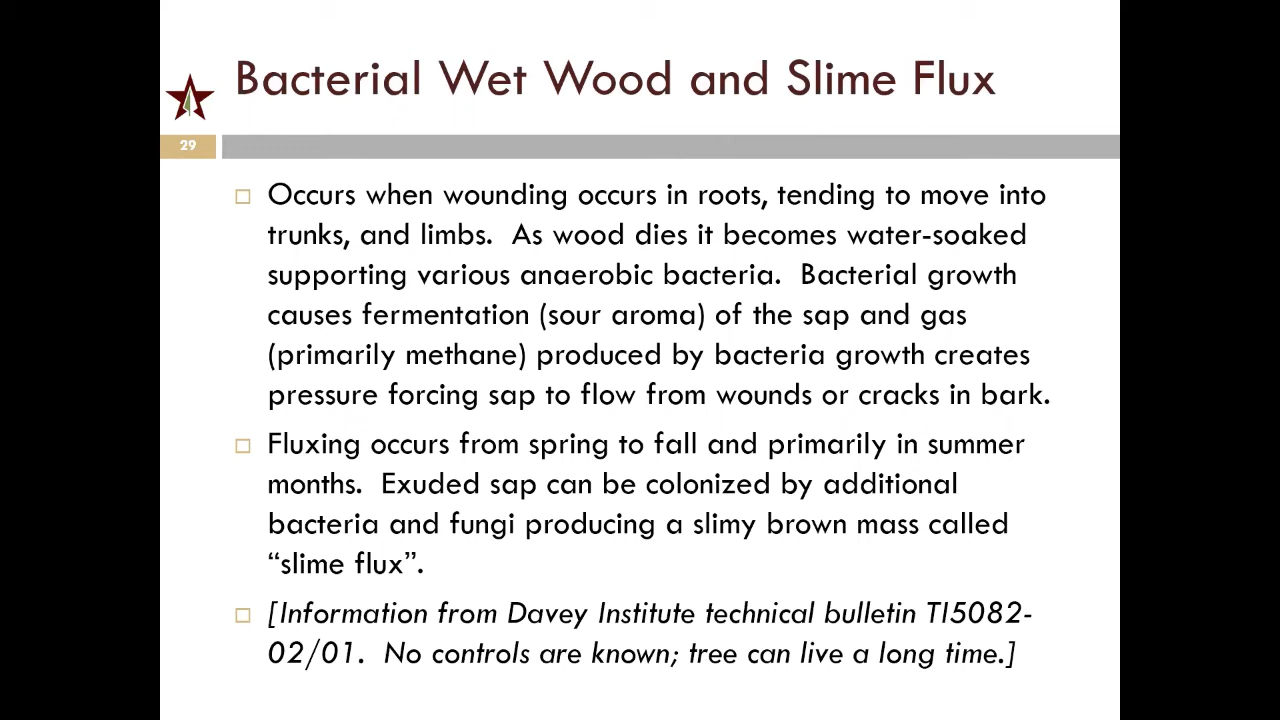 Bacterial Wet Wood and Slime Flux
29
Occurs when wounding occurs in roots, tending to move into
trunks, and limbs.  As wood dies it becomes water-soaked
supporting various anaerobic bacteria.  Bacterial growth
causes fermentation (sour aroma) of the sap and gas
(primarily methane) produced by bacteria growth creates
pressure forcing sap to flow from wounds or cracks in bark.
Fluxing occurs from spring to fall and primarily in summer
months.  Exuded sap can be colonized by additional
bacteria and fungi producing a slimy brown mass called
“slime flux”.
[Information from Davey Institute technical bulletin TI5082-
02/01.  No controls are known; tree can live a long time.]